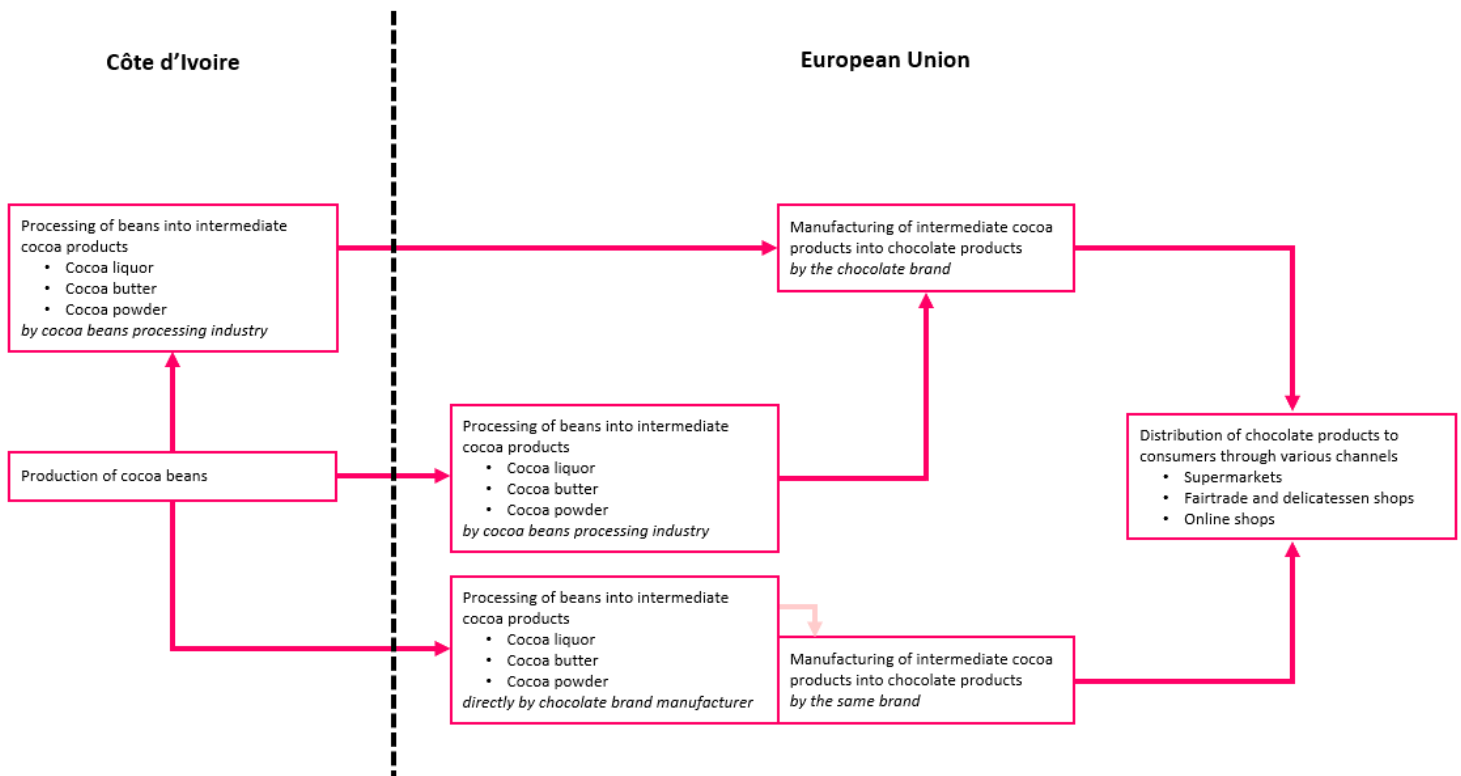 Côte d'Ivoire
European Union
Processing of beans into intermediate
cocoa products
• Cocoa liquor
• Cocoa butter
• Cocoa powder
by cocoa beans processing industry
Manufacturing of intermediate cocoa
products into chocolate products
by the chocolate brand
Production of cocoa beans
Processing of beans into intermediate
cocoa products
• Cocoa liquor
• Cocoa butter
• Cocoa powder
by cocoa beans processing industry
Distribution of chocolate products to
consumers through various channels
• Supermarkets
• Fairtrade and delicatessen shops
• Online shops
Processing of beans into intermediate
cocoa products
• Cocoa liquor
• Cocoa butter
• Cocoa powder
directly by chocolate brand manufacturer
Manufacturing of intermediate cocoa
products into chocolate products
by the same brand